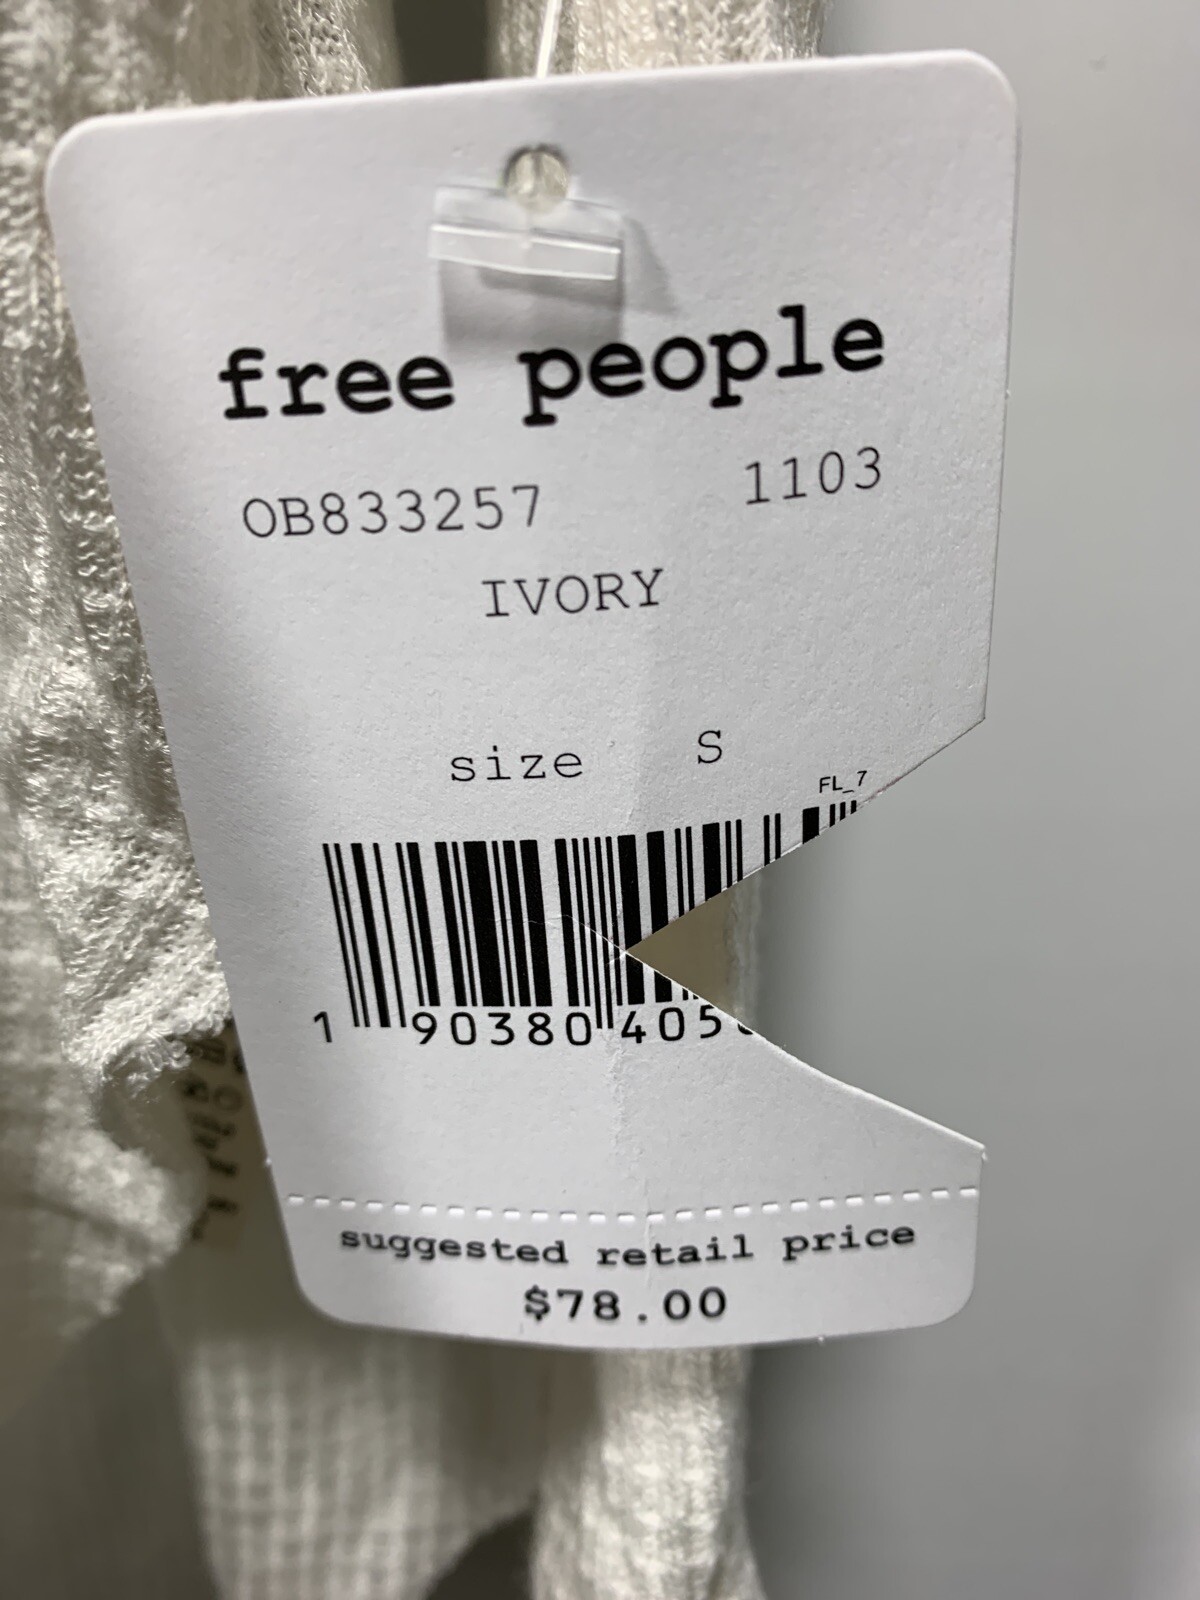 free people
OB833257 1103
IVORY
size S
FL_7
1 90380 405
suggested retail price
$78.00